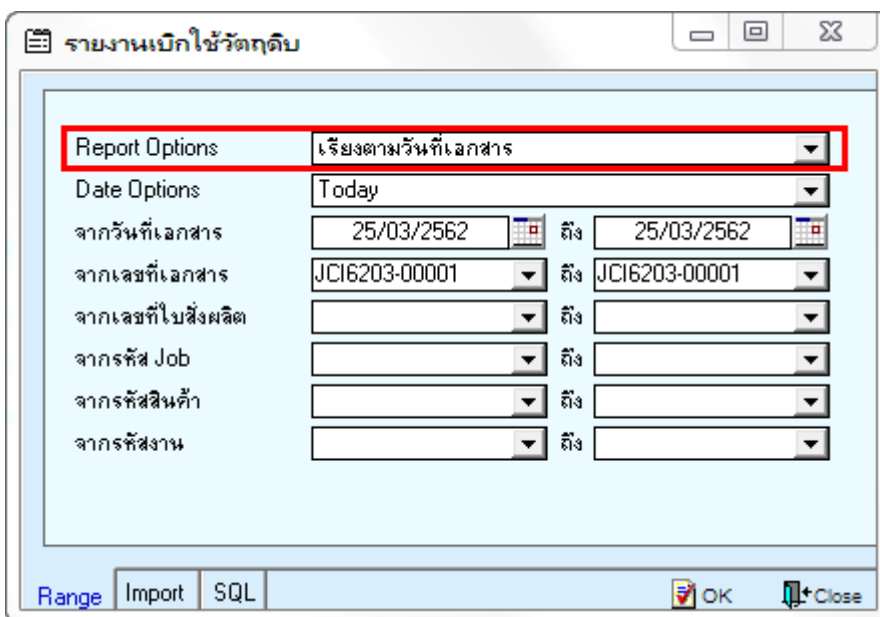 รายงานเบิกใช้วัตถุดิบ
Report Options เรียงตามวันที่เอกสาร
Date Options Today
จากวันที่เอกสาร 25/03/2562 ถึง 25/03/2562
จากเลขที่เอกสาร JCI6203-00001 ถึง JCI6203-00001
จากเลขที่ใบสั่งผลิต ถึง
จากรหัส Job ถึง
จากรหัสสินค้า ถึง
จากรหัสงาน ถึง
Range Import SQL OK Close